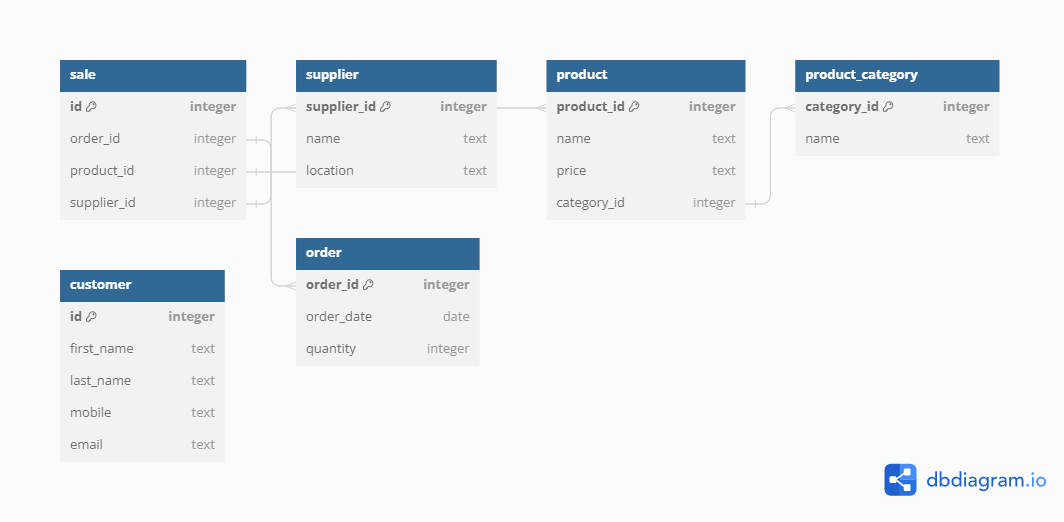 sale
id integer
order_id integer
product_id integer
supplier_id integer
supplier
supplier_id integer
name text
location text
product
product_id integer
name text
price text
category_id integer
product_category
category_id integer
name text
order
order_id integer
order_date date
quantity integer
customer
id integer
first_name text
last_name text
mobile text
email text
dbdiagram.io